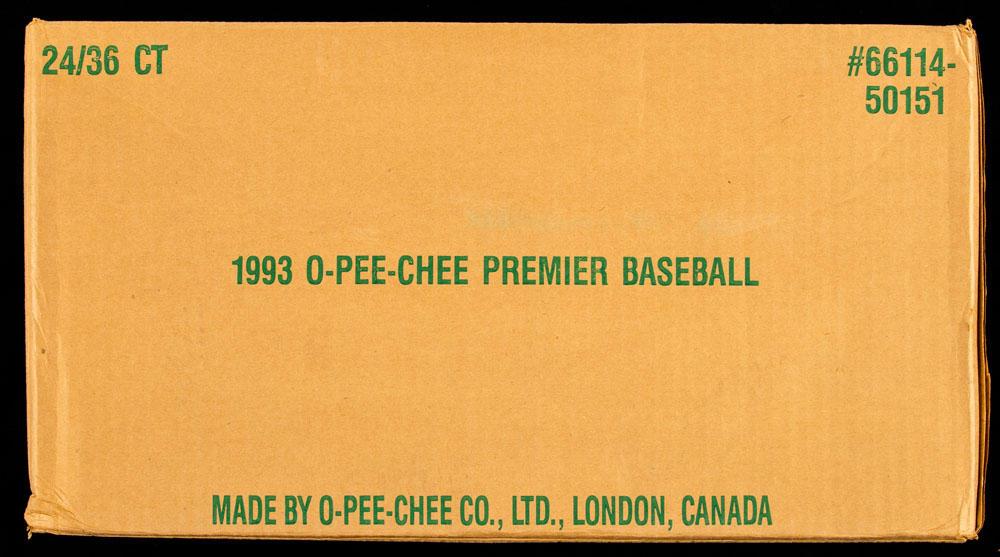 24/36 CT
#66114-
50151
1993 O-PEE-CHEE PREMIER BASEBALL
MADE BY O-PEE-CHEE CO., LTD., LONDON, CANADA